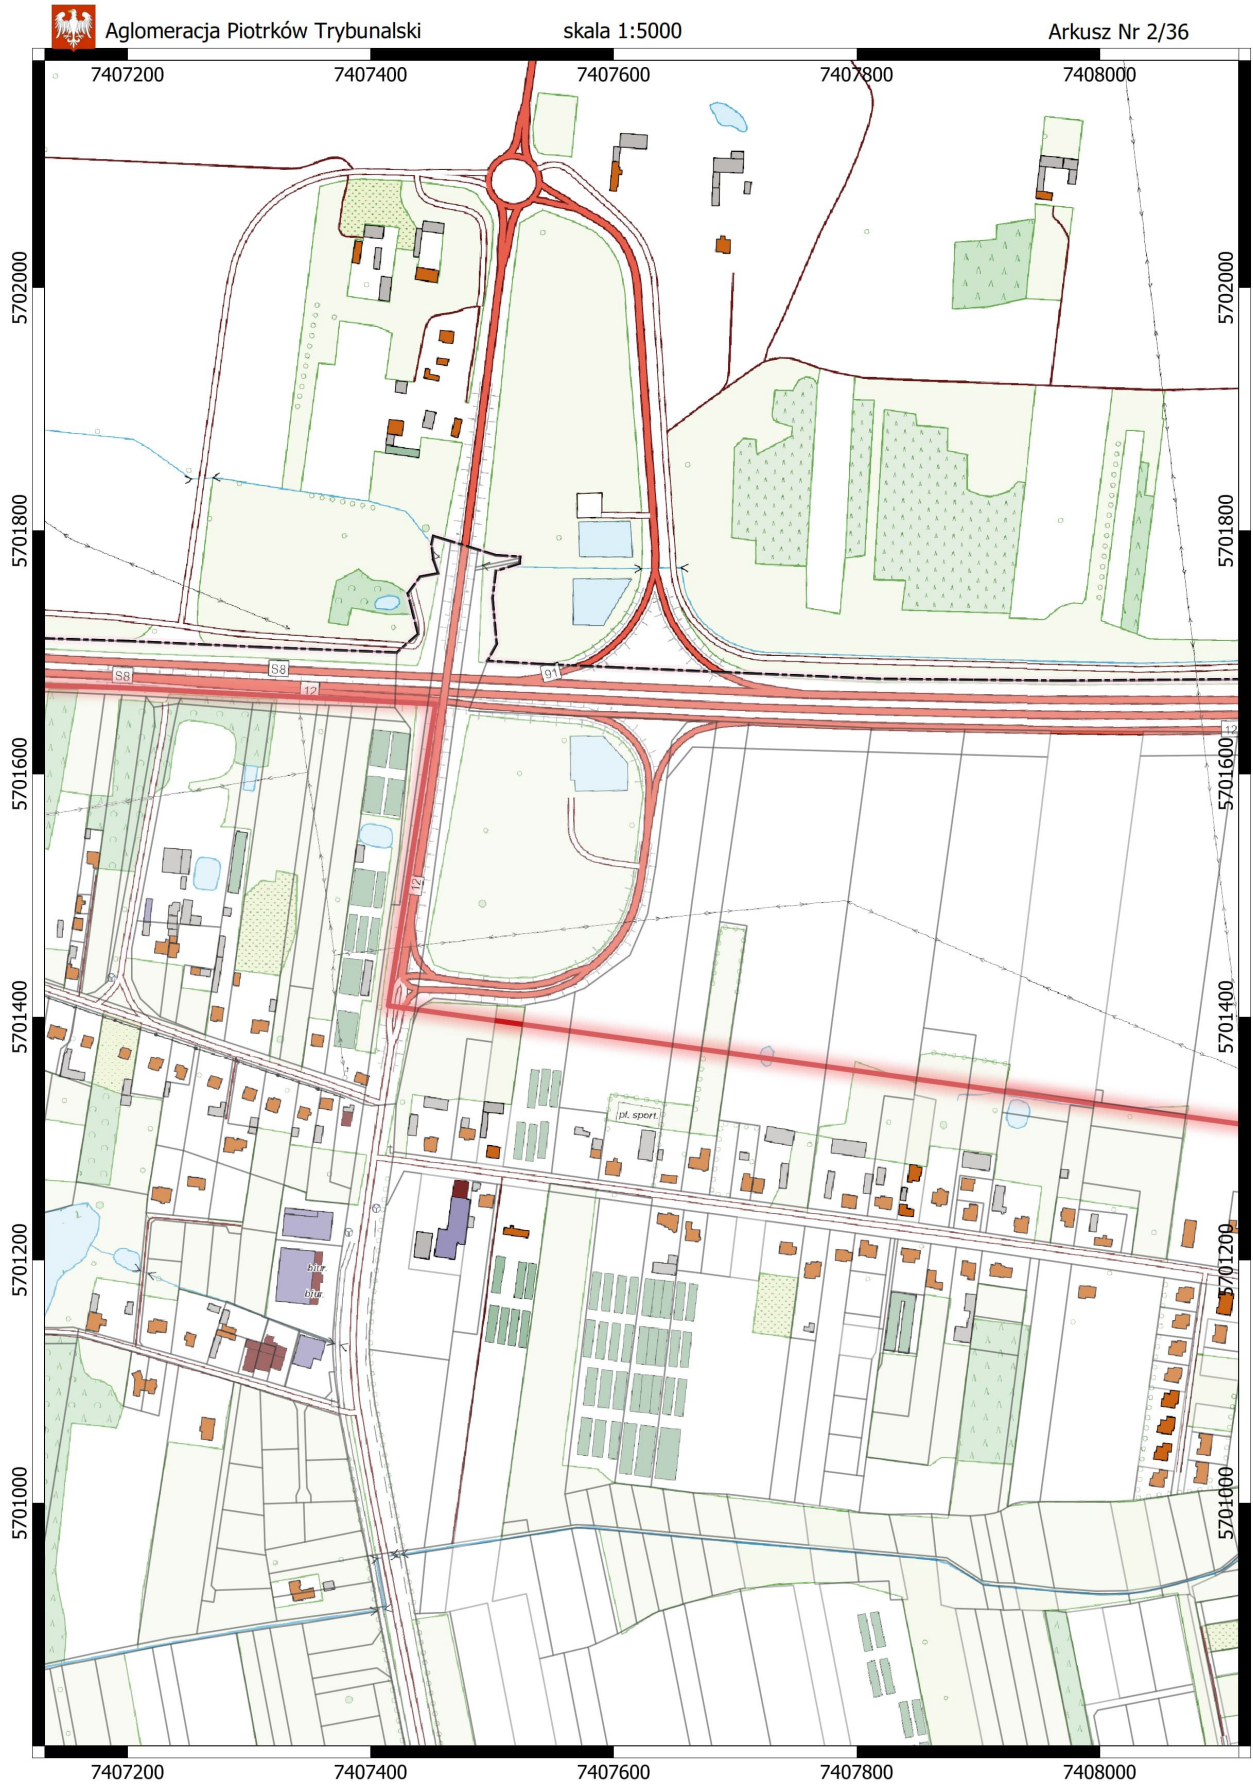 Aglomeracja Piotrków Trybunalski skala 1:5000 Arkusz Nr 2/36
7407200 7407400 7407600 7407800 7408000
5702000 5702000
5701800 5701800
91
S8
S8
12
12
5701600 5701600
12
5701400 5701400
pl. sport.
5701200 5701200
biur.
biur.
5701000 5701000
7407200 7407400 7407600 7407800 7408000